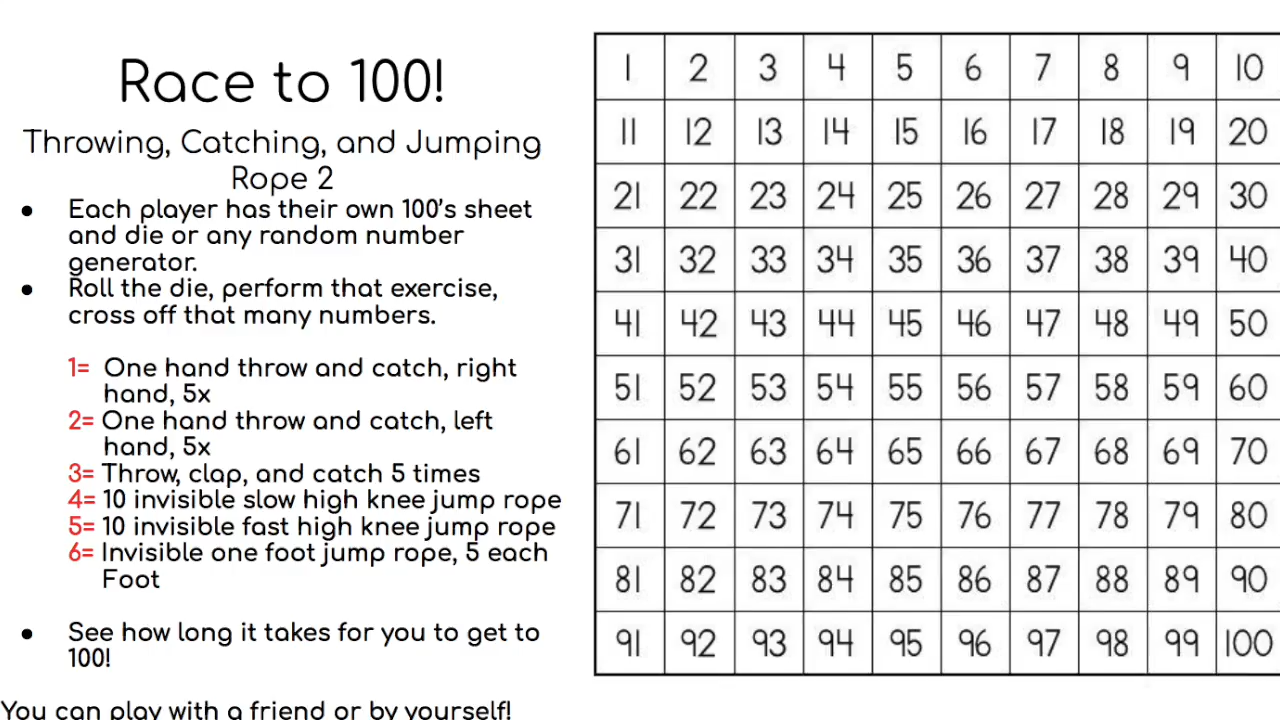 Race to 100!
Throwing, Catching, and Jumping
Rope 2
● Each player has their own 100's sheet
and die or any random number
generator.
● Roll the die, perform that exercise,
cross off that many numbers.
1= One hand throw and catch, right
hand, 5x
2= One hand throw and catch, left
hand, 5x
3= Throw, clap, and catch 5 times
4= 10 invisible slow high knee jump rope
5= 10 invisible fast high knee jump rope
6= Invisible one foot jump rope, 5 each
Foot
● See how long it takes for you to get to
100!
You can play with a friend or by yourself!
1 2 3 4 5 6 7 8 9 10
11 12 13 14 15 16 17 18 19 20
21 22 23 24 25 26 27 28 29 30
31 32 33 34 35 36 37 38 39 40
41 42 43 44 45 46 47 48 49 50
51 52 53 54 55 56 57 58 59 60
61 62 63 64 65 66 67 68 69 70
71 72 73 74 75 76 77 78 79 80
81 82 83 84 85 86 87 88 89 90
91 92 93 94 95 96 97 98 99 100